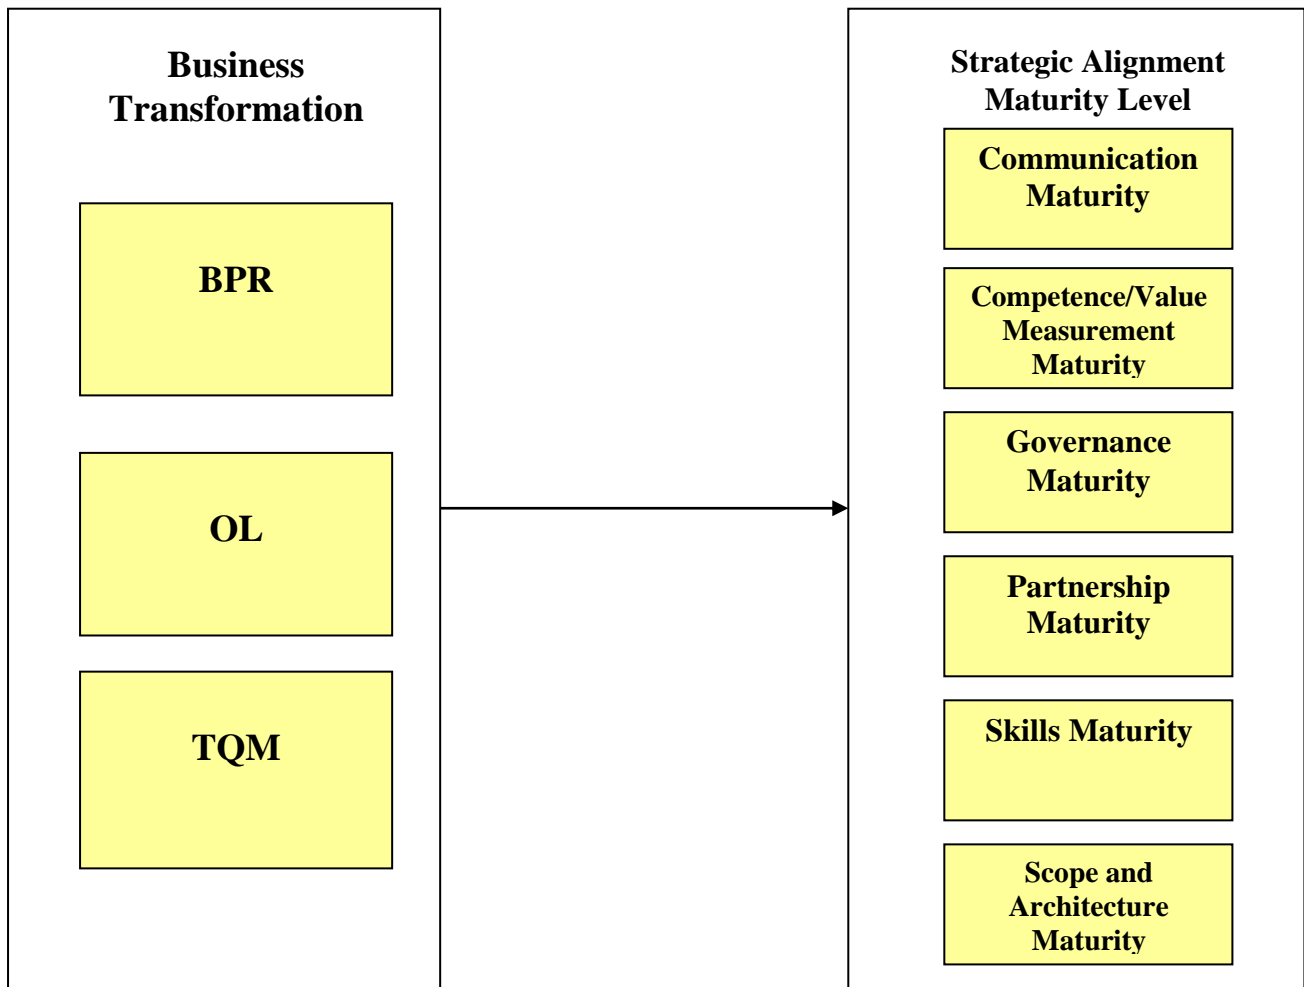 Business
Transformation
BPR
OL
TQM
Strategic Alignment
Maturity Level
Communication
Maturity
Competence/Value
Measurement
Maturity
Governance
Maturity
Partnership
Maturity
Skills Maturity
Scope and
Architecture
Maturity